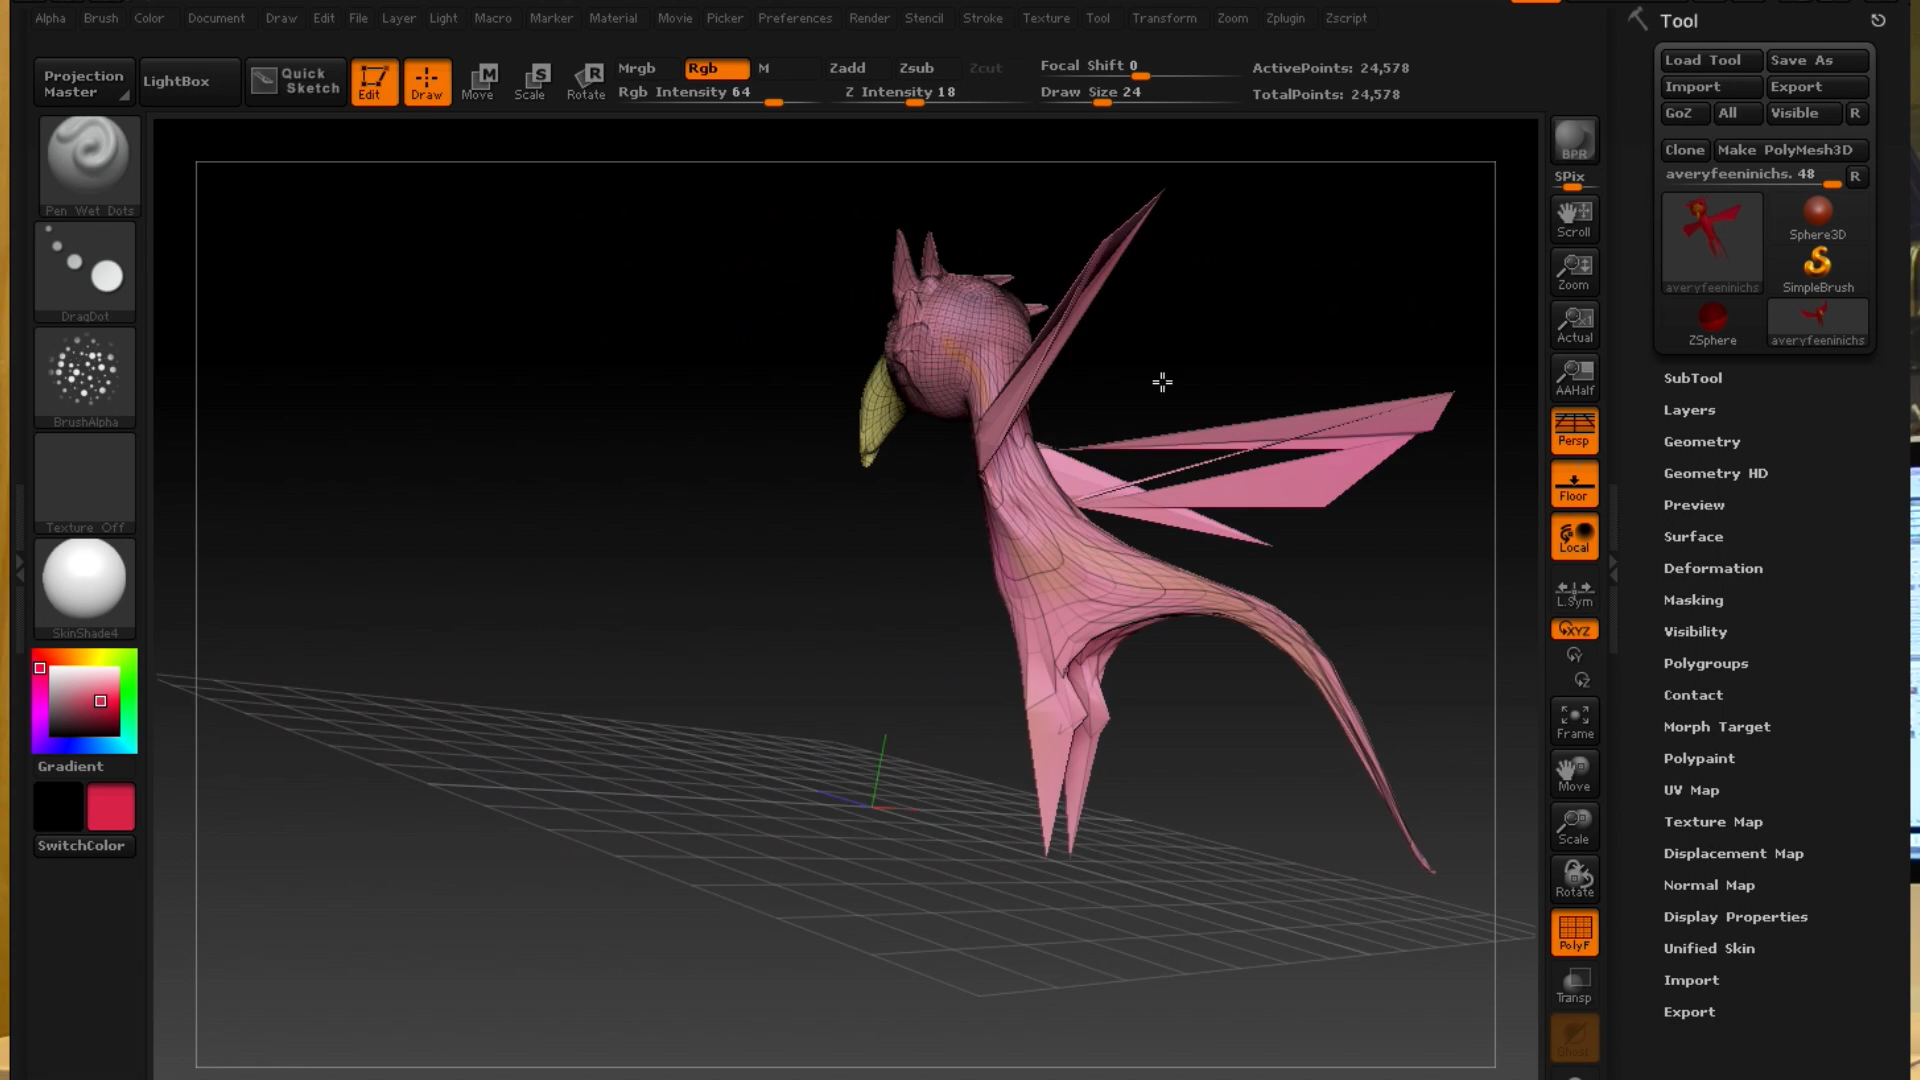 Alpha Brush Color Document Draw Edit File Layer Light Macro Marker Material Movie Picker Preferences Render Stencil Stroke Texture Tool Transform Zoom Zplugin Zscript
Projection Master
LightBox
Quick Sketch
Edit
Draw
Move
Scale
Rotate
Mrgb Rgb M
Rgb Intensity 64
Zadd Zsub Zcut
Z Intensity 18
Focal Shift 0
Draw Size 24
ActivePoints: 24,578
TotalPoints: 24,578
Pen Wet Dots
DragDot
BrushAlpha
Texture Off
SkinShade4
Gradient
SwitchColor
BPR
SPix
Scroll
Zoom
Actual
AAHalf
Persp
Floor
Local
L.Sym
XYZ
Y
Z
Frame
Move
Scale
Rotate
PolyF
Transp
Ghost
Tool
Load Tool Save As
Import Export
GoZ All Visible R
Clone Make PolyMesh3D
averyfeeninichs. 48 R
averyfeeninichs
Sphere3D
SimpleBrush
ZSphere
averyfeeninichs
SubTool
Layers
Geometry
Geometry HD
Preview
Surface
Deformation
Masking
Visibility
Polygroups
Contact
Morph Target
Polypaint
UV Map
Texture Map
Displacement Map
Normal Map
Display Properties
Unified Skin
Import
Export